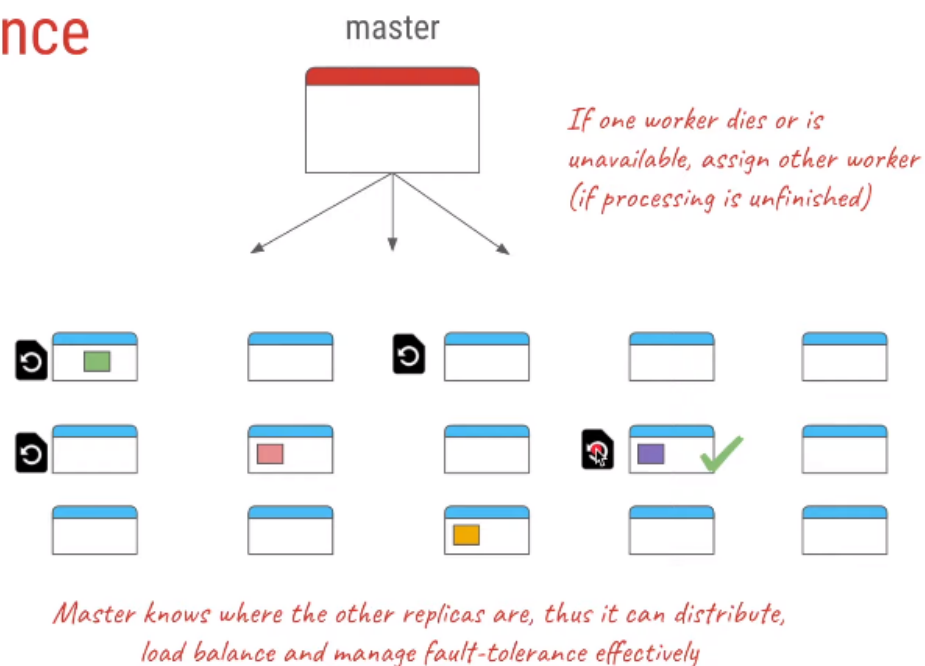 nce
master
If one worker dies or is
unavailable, assign other worker
(if processing is unfinished)
Master knows where the other replicas are, thus it can distribute,
load balance and manage fault-tolerance effectively